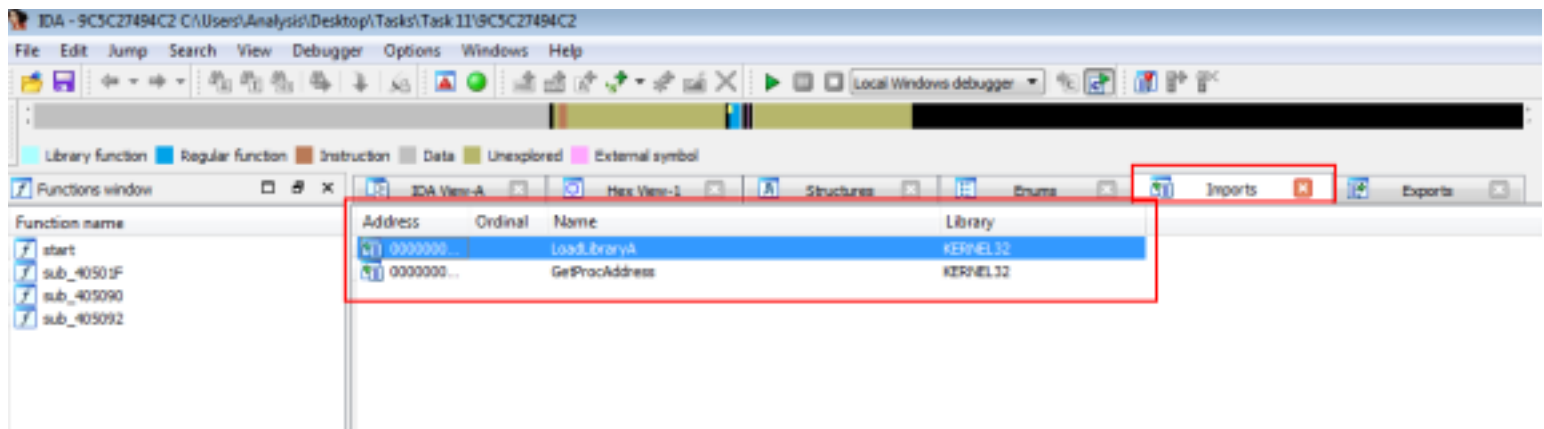 IDA - 9C5C27494C2 C:\Users\Analysis\Desktop\Tasks\Task 11\9C5C27494C2
File Edit Jump Search View Debugger Options Windows Help
Local Windows debugger
Library function Regular function Instruction Data Unexplored External symbol
Functions window IDA View-A Hex View-1 Structures Enums Imports Exports
Function name Address Ordinal Name Library
start 0000000... LoadLibraryA KERNEL32
sub_40501F 0000000... GetProcAddress KERNEL32
sub_405090
sub_405092